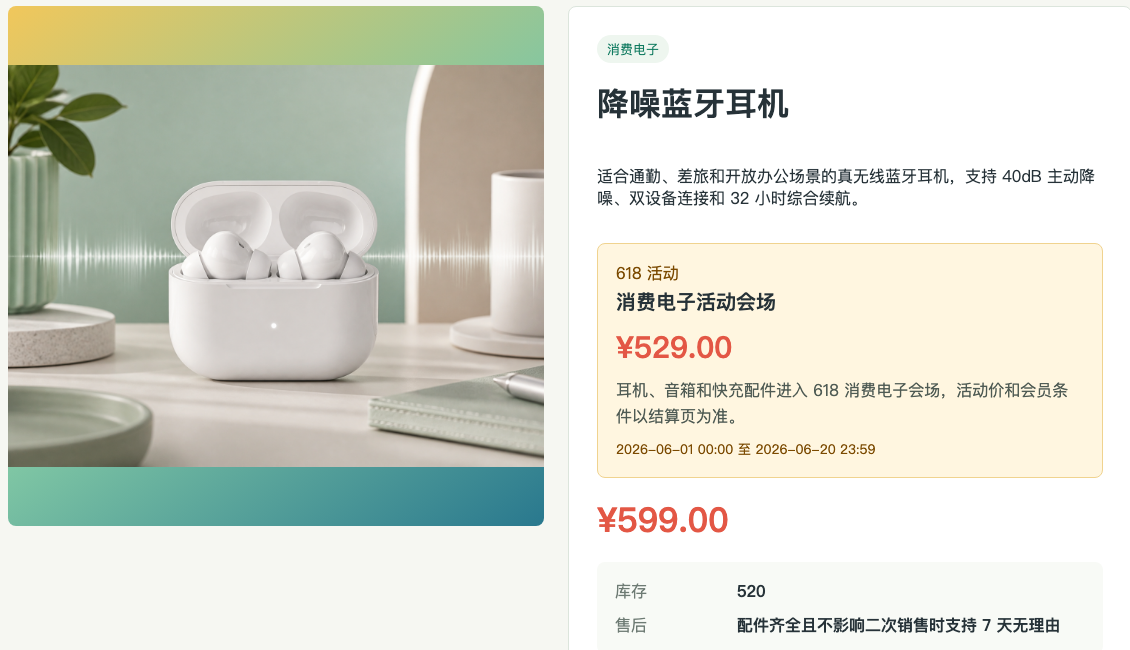 消费电子
降噪蓝牙耳机
适合通勤、差旅和开放办公场景的真无线蓝牙耳机，支持 40dB 主动降
噪、双设备连接和 32 小时综合续航。
618 活动
消费电子活动会场
¥529.00
耳机、音箱和快充配件进入 618 消费电子会场，活动价和会员条
件以结算页为准。
2026-06-01 00:00 至 2026-06-20 23:59
¥599.00
库存 520
售后 配件齐全且不影响二次销售时支持 7 天无理由